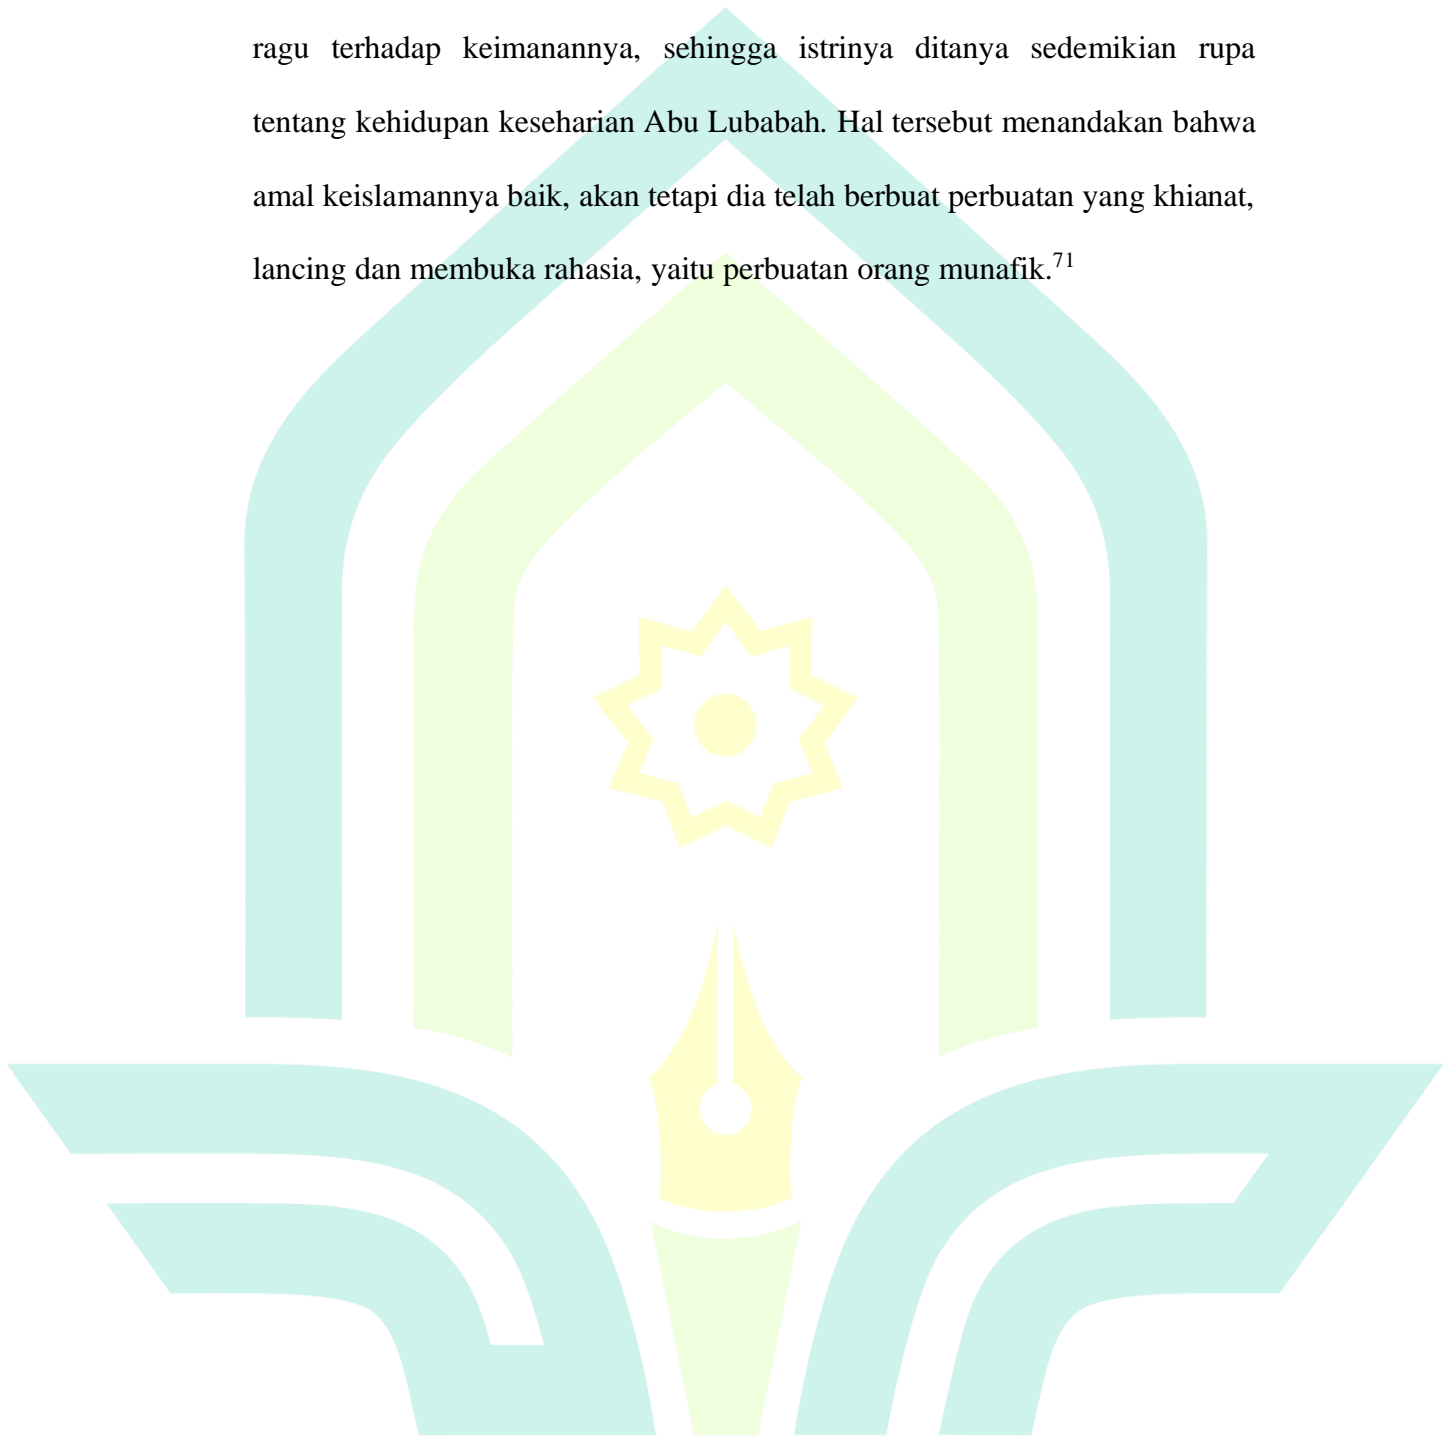 ragu terhadap keimanannya, sehingga istrinya ditanya sedemikian rupa
tentang kehidupan keseharian Abu Lubabah. Hal tersebut menandakan bahwa
amal keislamannya baik, akan tetapi dia telah berbuat perbuatan yang khianat,
lancing dan membuka rahasia, yaitu perbuatan orang munafik.71